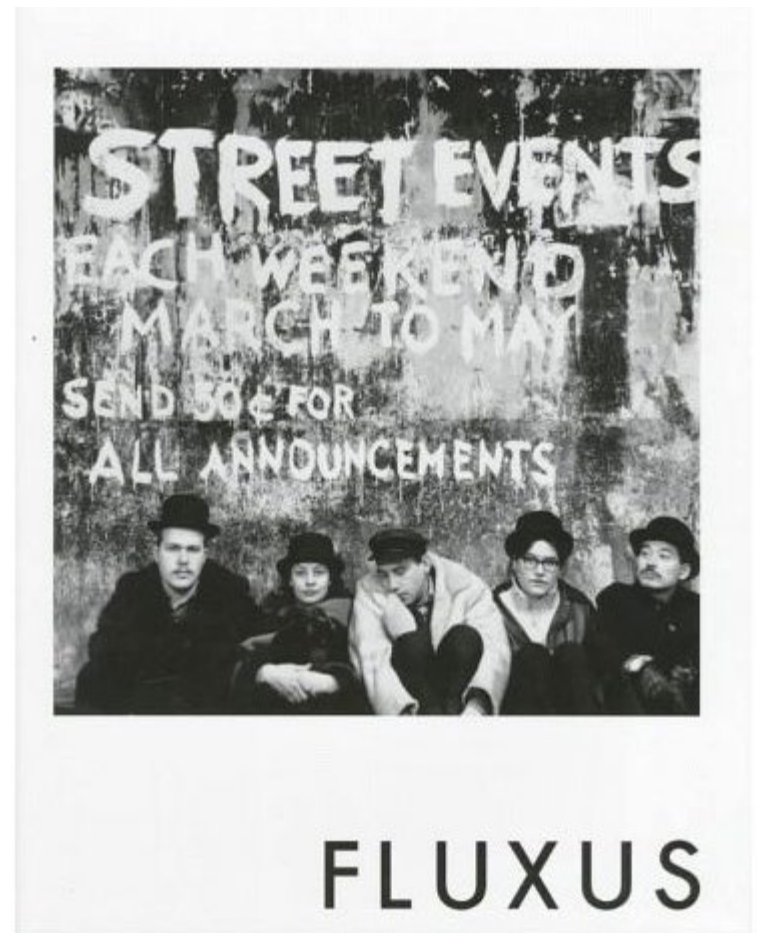 STREET EVENTS
EACH WEEKEND
MARCH TO MAY
SEND 50¢ FOR
ALL ANNOUNCEMENTS
FLUXUS